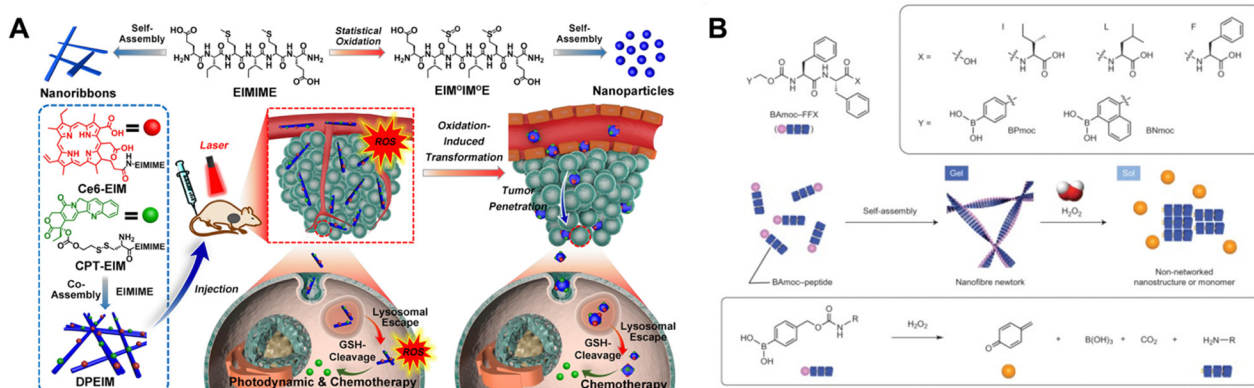 A
Self-
Assembly
Statistical
Oxidation
Self-
Assembly
Nanoribbons
EIMIME
EIMᴼIMᴼE
Nanoparticles
Ce6-EIM
CPT-EIM
Co-
Assembly
EIMIME
DPEIM
Laser
Injection
ROS
Oxidation-
Induced
Transformation
Tumor
Penetration
Lysosomal
Escape
GSH-
Cleavage
ROS
Photodynamic & Chemotherapy
Lysosomal
Escape
GSH-
Cleavage
Chemotherapy
B
BAmoc–FFX
I
L
F
X =
Y =
BPmoc
BNmoc
BAmoc–peptide
Self-assembly
Gel
Nanofibre newtork
H₂O₂
Sol
Non-networked
nanostructure or monomer
H₂O₂
+ B(OH)₃ + CO₂ + H₂N–R